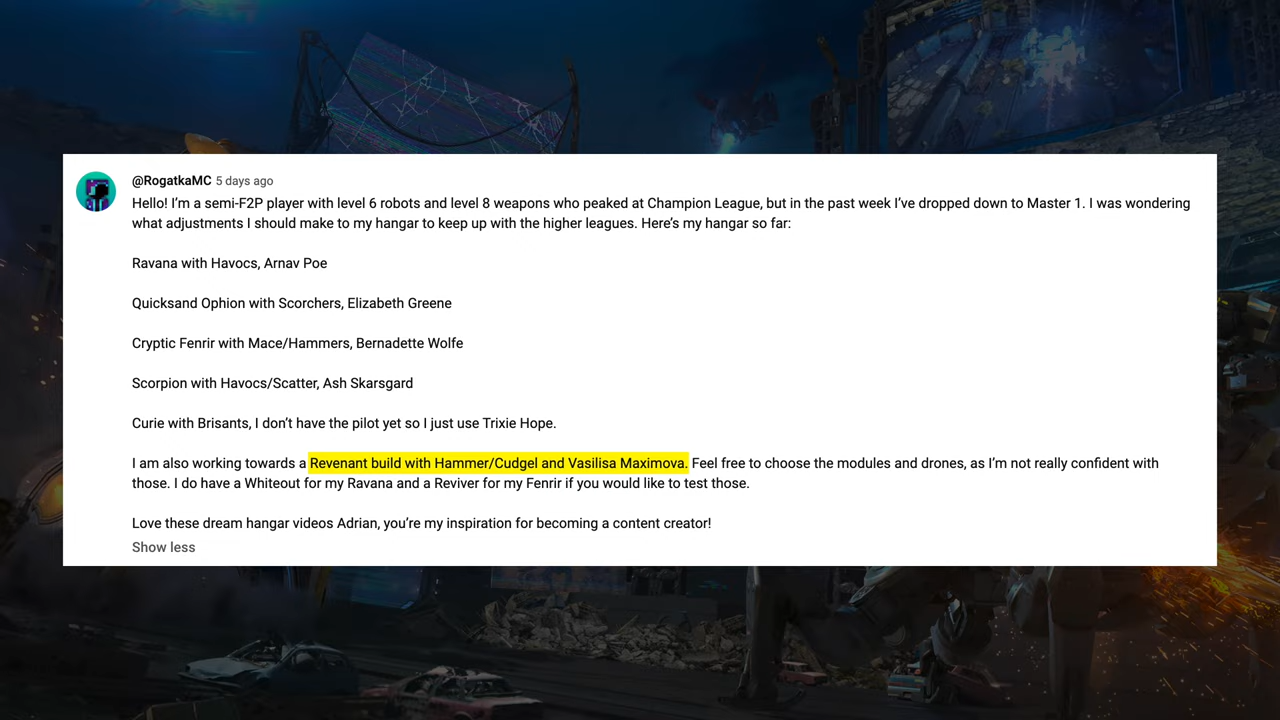 @RogatkaMC 5 days ago
Hello! I'm a semi-F2P player with level 6 robots and level 8 weapons who peaked at Champion League, but in the past week I've dropped down to Master 1. I was wondering
what adjustments I should make to my hangar to keep up with the higher leagues. Here's my hangar so far:
Ravana with Havocs, Arnav Poe
Quicksand Ophion with Scorchers, Elizabeth Greene
Cryptic Fenrir with Mace/Hammers, Bernadette Wolfe
Scorpion with Havocs/Scatter, Ash Skarsgard
Curie with Brisants, I don't have the pilot yet so I just use Trixie Hope.
I am also working towards a Revenant build with Hammer/Cudgel and Vasilisa Maximova. Feel free to choose the modules and drones, as I'm not really confident with
those. I do have a Whiteout for my Ravana and a Reviver for my Fenrir if you would like to test those.
Love these dream hangar videos Adrian, you're my inspiration for becoming a content creator!
Show less